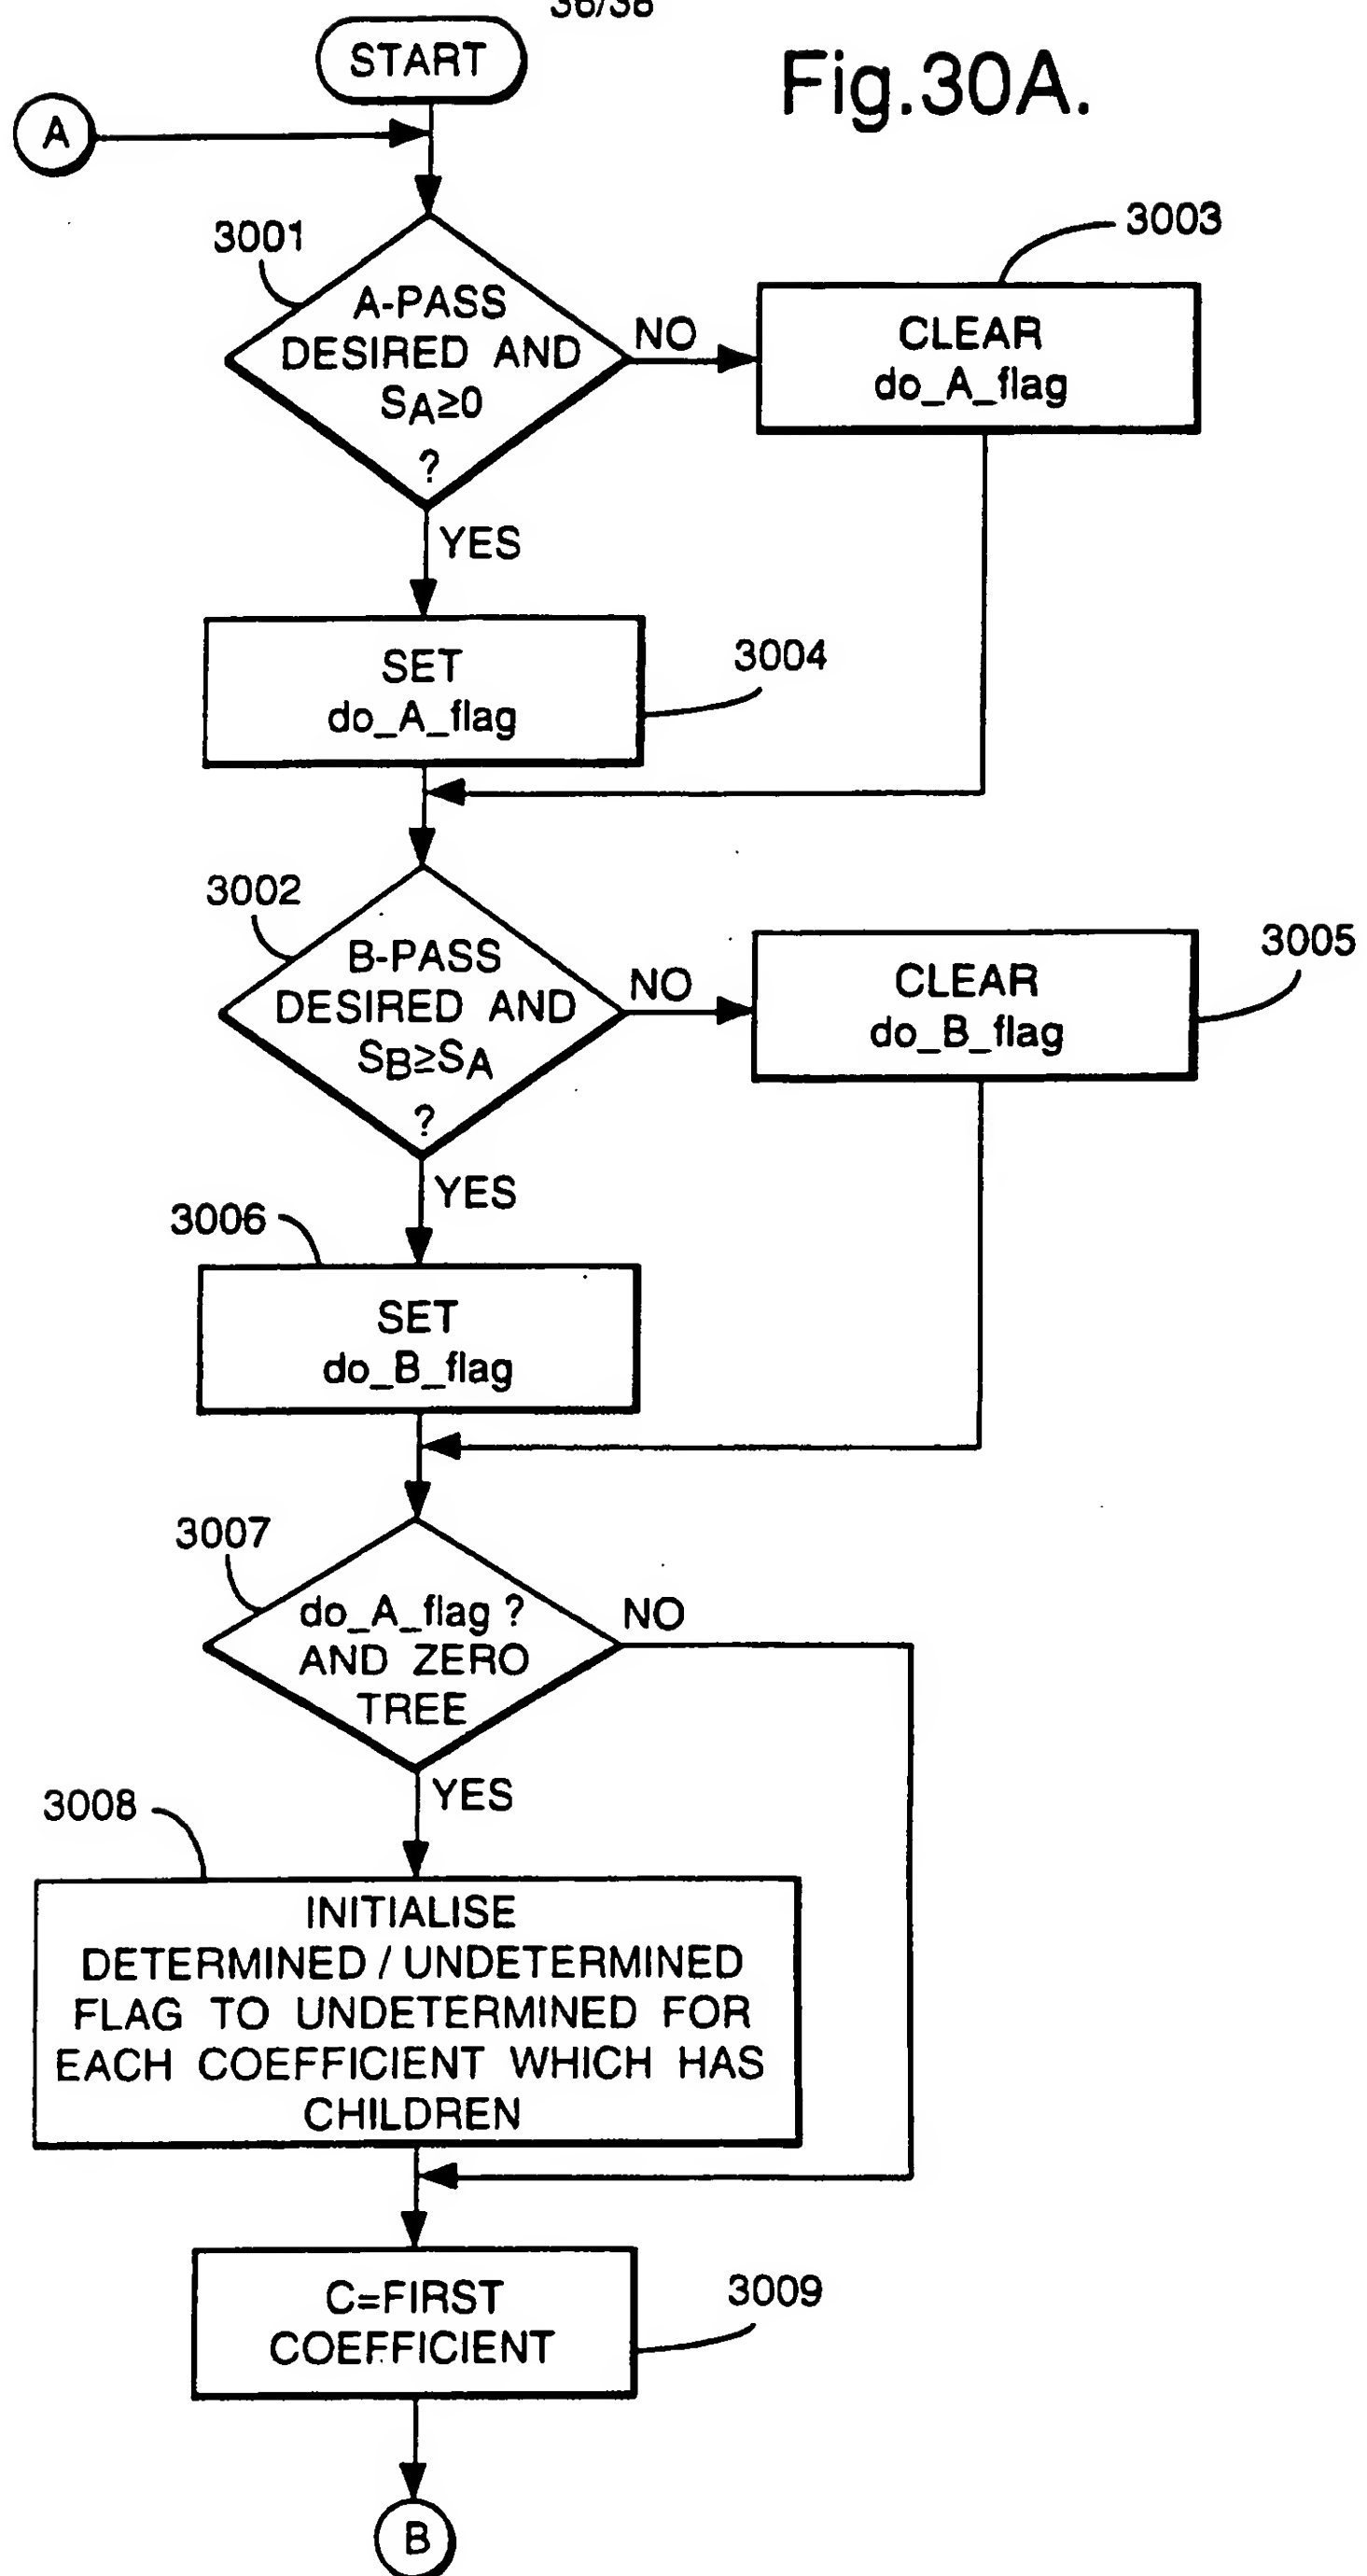 36/38
START
Fig.30A.
A
3001
3003
A-PASS
DESIRED AND
SA≥0
?
NO
CLEAR
do_A_flag
YES
SET
do_A_flag
3004
3002
3005
B-PASS
DESIRED AND
SB≥SA
?
NO
CLEAR
do_B_flag
YES
3006
SET
do_B_flag
3007
do_A_flag ?
AND ZERO
TREE
NO
YES
3008
INITIALISE
DETERMINED / UNDETERMINED
FLAG TO UNDETERMINED FOR
EACH COEFFICIENT WHICH HAS
CHILDREN
C=FIRST
COEFFICIENT
3009
B